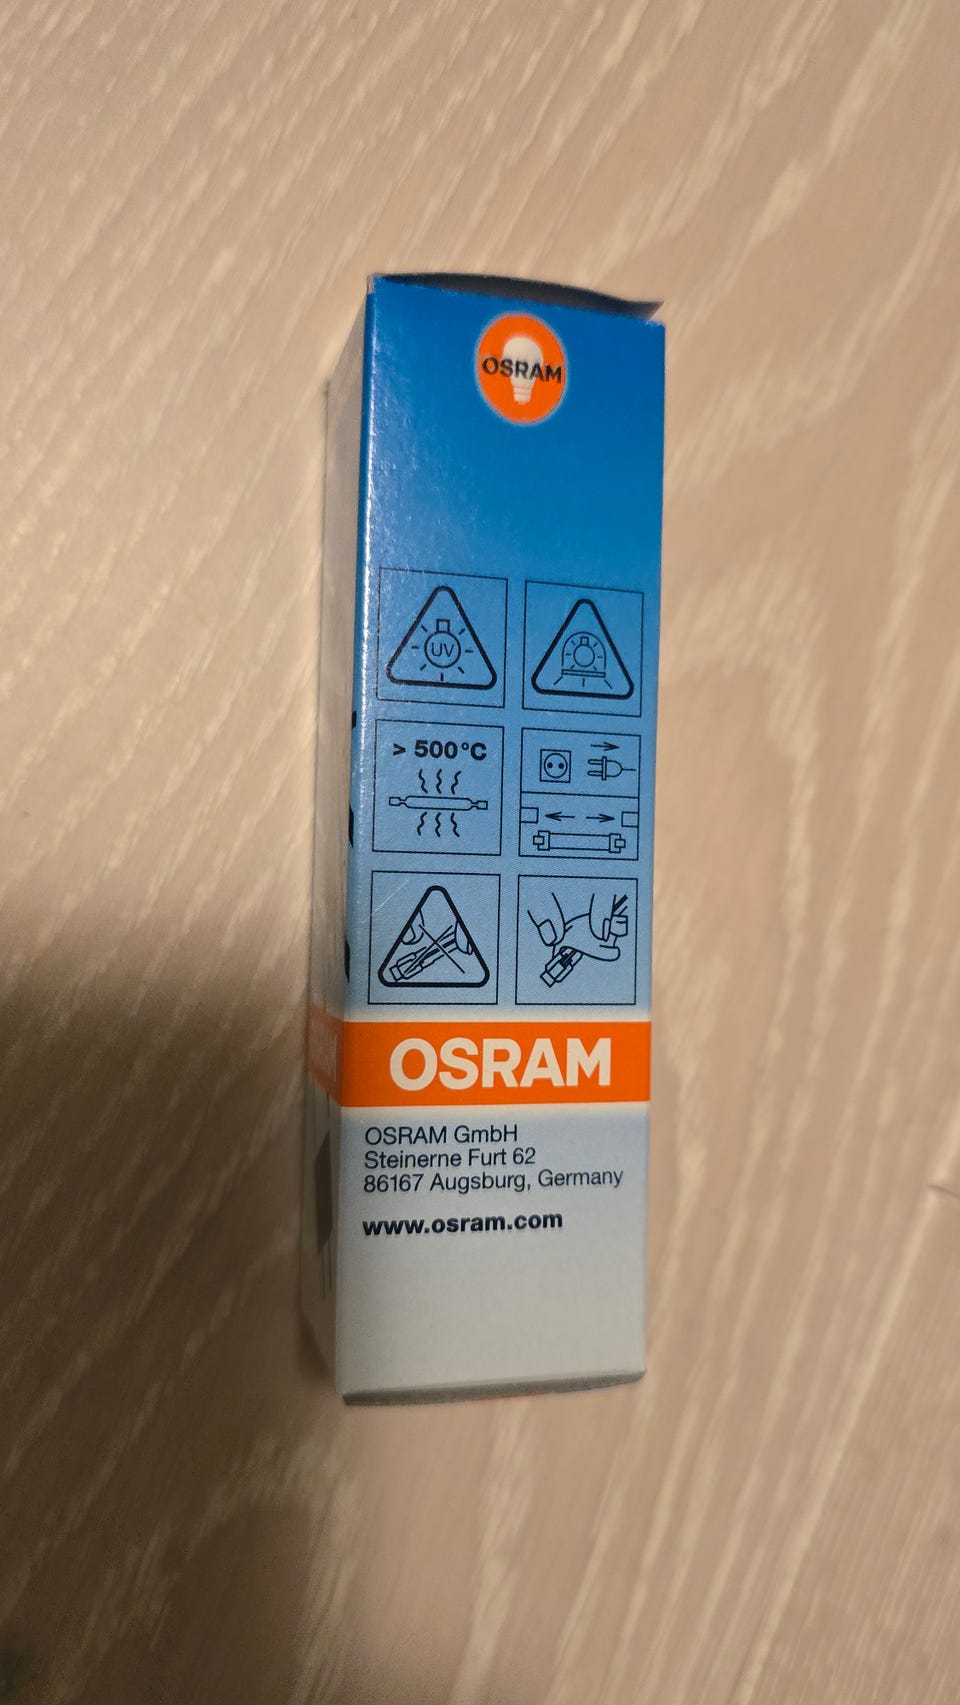 OSRAM
UV
> 500°C
OSRAM
OSRAM GmbH
Steinerne Furt 62
86167 Augsburg, Germany
www.osram.com